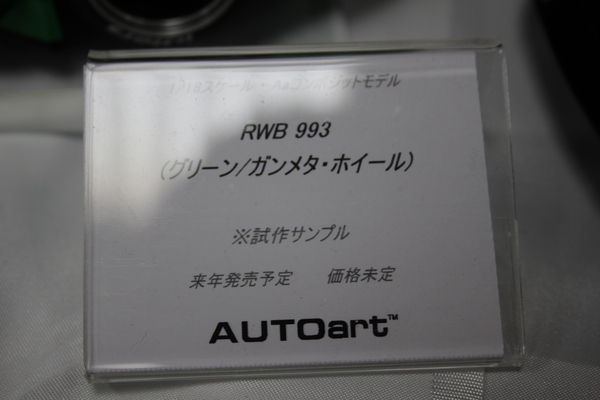 1/18スケール・AAコンポジットモデル
RWB 993
(グリーン/ガンメタ・ホイール)
※試作サンプル
来年発売予定 価格未定
AUTOart™